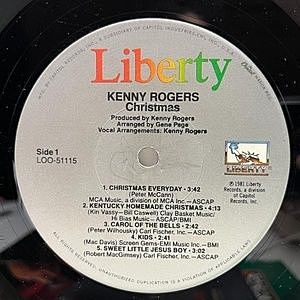 Liberty
KENNY ROGERS
Christmas
Produced by Kenny Rogers
Arranged by Gene Page
Vocal Arrangements: Kenny Rogers
Side 1
LOO-51115
LIBERTY
℗ 1981 Liberty
Records, a division
of Capitol Records,
Inc.
1. CHRISTMAS EVERYDAY • 3:42
(Peter McCann)
MCA Music, a division of MCA Inc.—ASCAP
2. KENTUCKY HOMEMADE CHRISTMAS • 4:13
(Kin Vassy—Bill Caswell) Clay Basket Music/
Hi Bias Music — ASCAP/BMI
3. CAROL OF THE BELLS • 2:44
(Peter Wilhousky) Carl Fischer, Inc.—ASCAP
4. KIDS • 2:41
(Mac Davis) Screen Gems-EMI Music Inc.—BMI
5. SWEET LITTLE JESUS BOY • 3:23
(Robert MacGimsey) Carl Fischer, Inc.—ASCAP